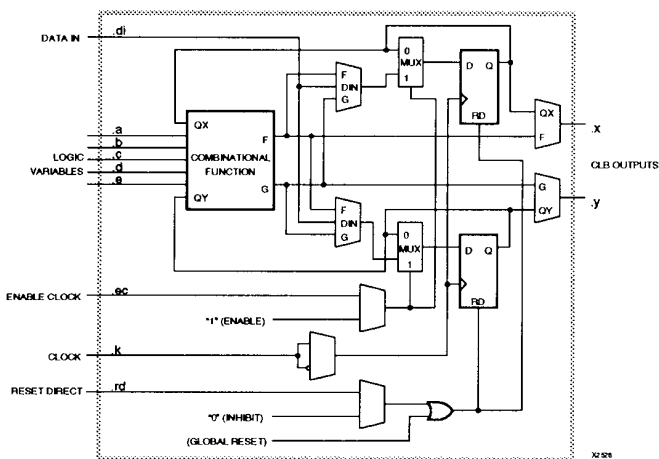 DATA IN
.di
0
MUX
1
D Q
RD
F
DIN
G
QX
F
.x
QX
F
COMBINATIONAL
FUNCTION
G
QY
LOGIC
VARIABLES
.a
.b
.c
.d
.e
CLB OUTPUTS
G
QY
.y
F
DIN
G
0
MUX
1
D Q
RD
ENABLE CLOCK
.ec
"1" (ENABLE)
CLOCK
.k
RESET DIRECT
.rd
"0" (INHIBIT)
(GLOBAL RESET)
X2526